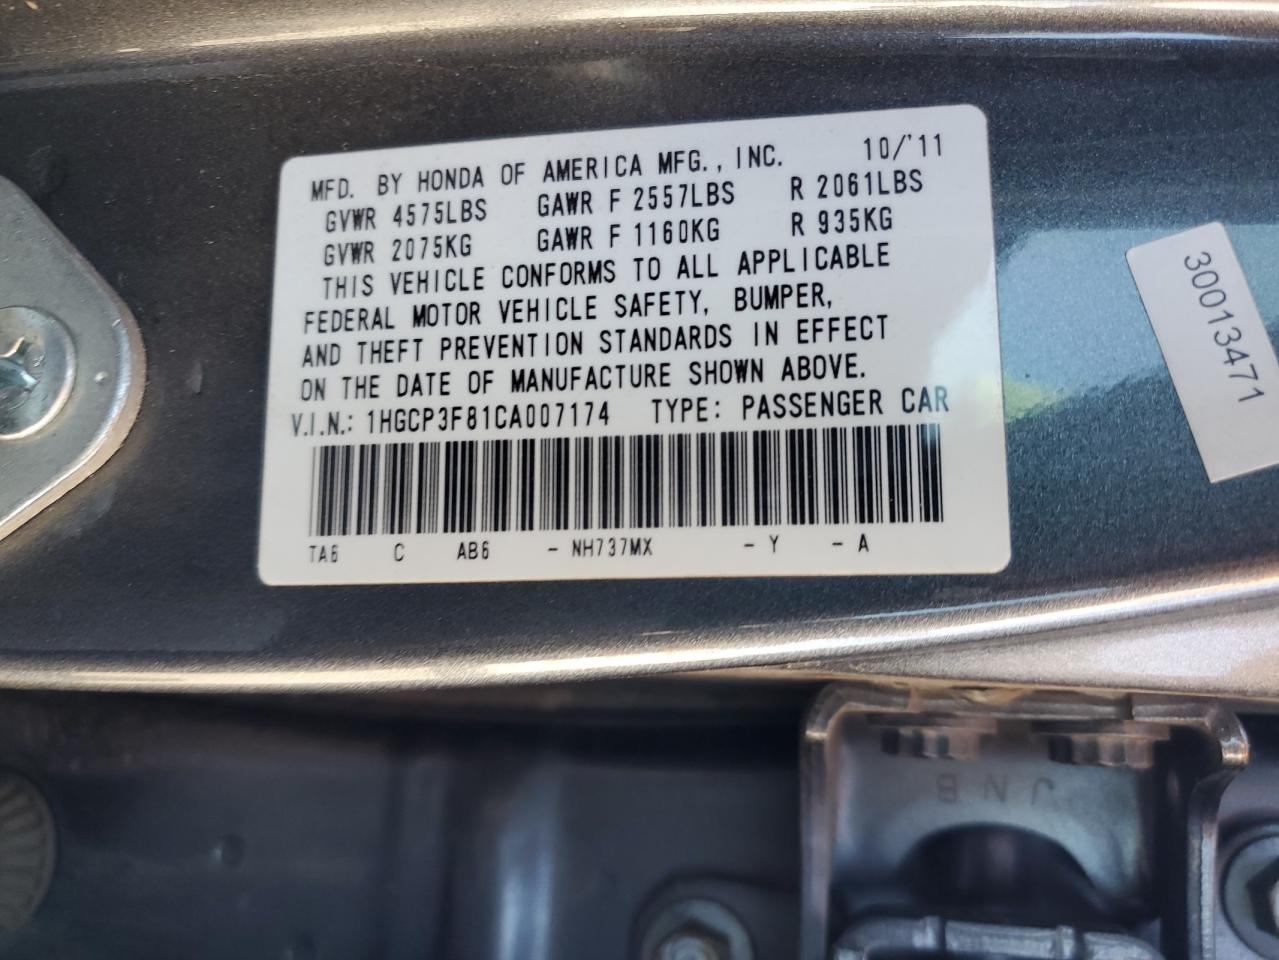 MFD. BY HONDA OF AMERICA MFG., INC. 10/'11
GVWR 4575LBS GAWR F 2557LBS R 2061LBS
GVWR 2075KG GAWR F 1160KG R 935KG
THIS VEHICLE CONFORMS TO ALL APPLICABLE
FEDERAL MOTOR VEHICLE SAFETY, BUMPER,
AND THEFT PREVENTION STANDARDS IN EFFECT
ON THE DATE OF MANUFACTURE SHOWN ABOVE.
V.I.N.: 1HGCP3F81CA007174 TYPE: PASSENGER CAR
TA6 C AB6 - NH737MX - Y - A
30013471